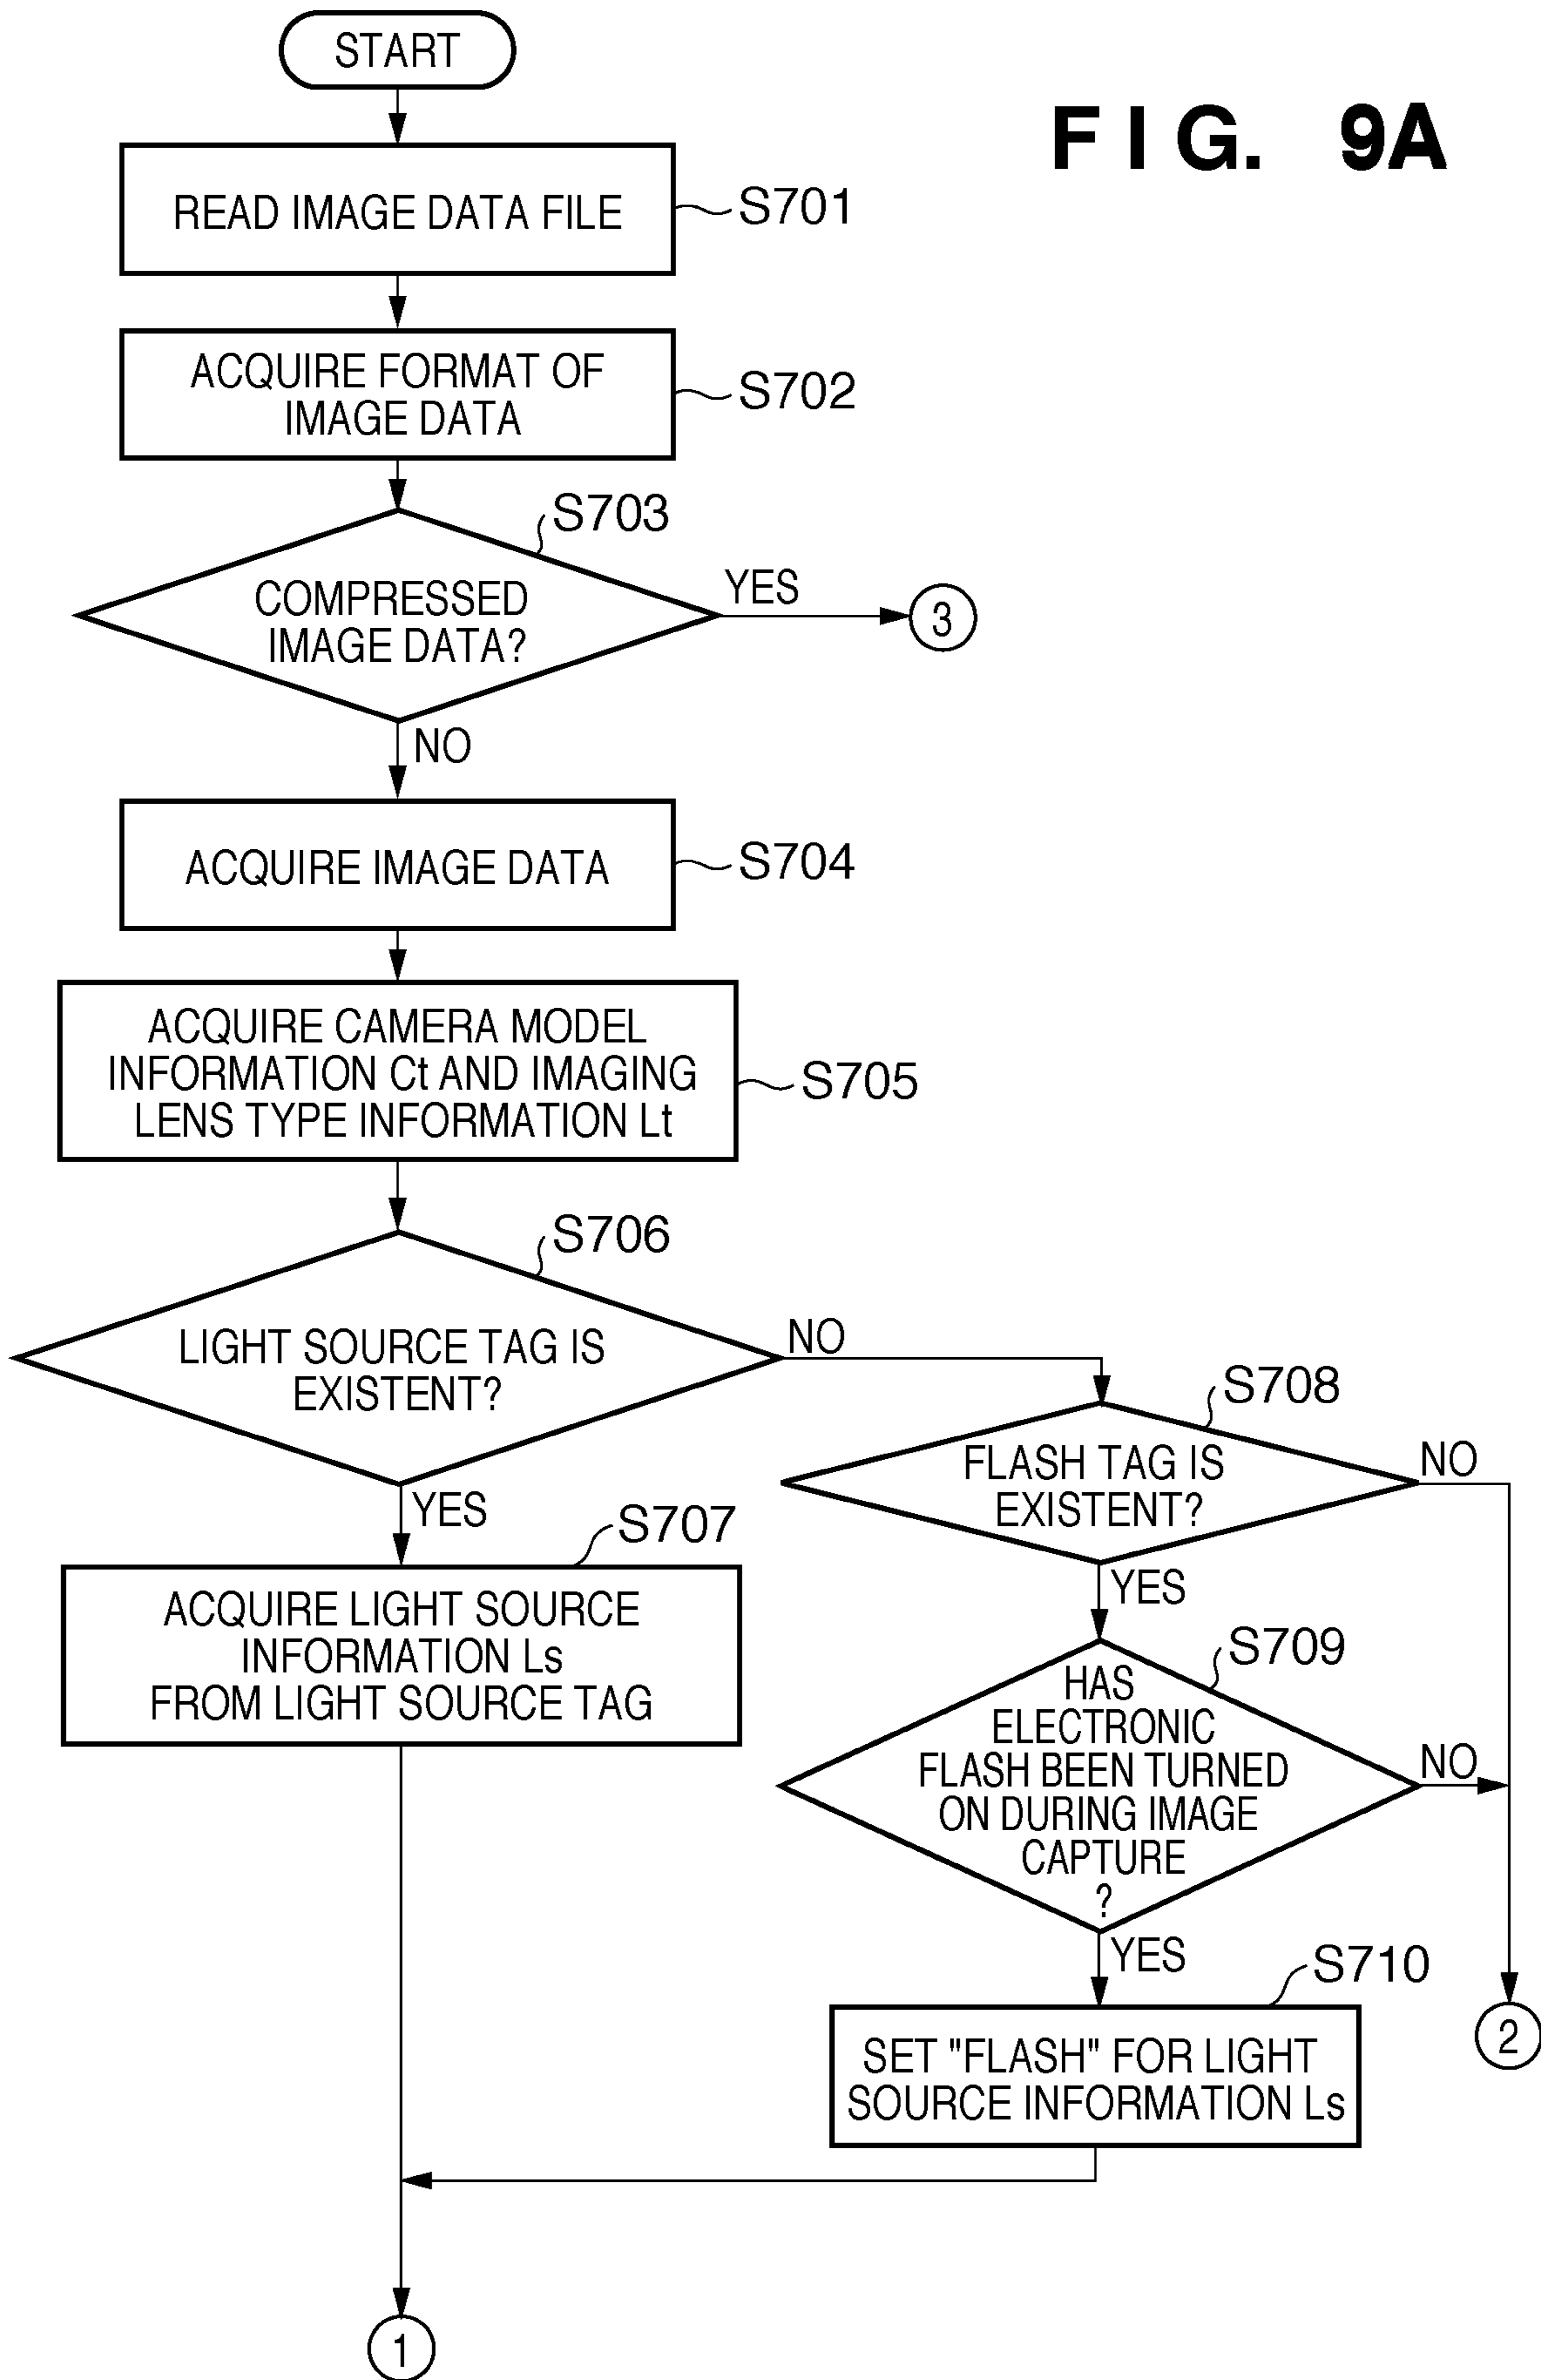 START
FIG. 9A
READ IMAGE DATA FILE
S701
ACQUIRE FORMAT OF
IMAGE DATA
S702
S703
COMPRESSED
IMAGE DATA?
YES
3
NO
ACQUIRE IMAGE DATA
S704
ACQUIRE CAMERA MODEL
INFORMATION Ct AND IMAGING
LENS TYPE INFORMATION Lt
S705
S706
LIGHT SOURCE TAG IS
EXISTENT?
NO
YES
S707
ACQUIRE LIGHT SOURCE
INFORMATION Ls
FROM LIGHT SOURCE TAG
S708
FLASH TAG IS
EXISTENT?
NO
YES
S709
HAS
ELECTRONIC
FLASH BEEN TURNED
ON DURING IMAGE
CAPTURE
?
NO
YES
S710
SET "FLASH" FOR LIGHT
SOURCE INFORMATION Ls
2
1